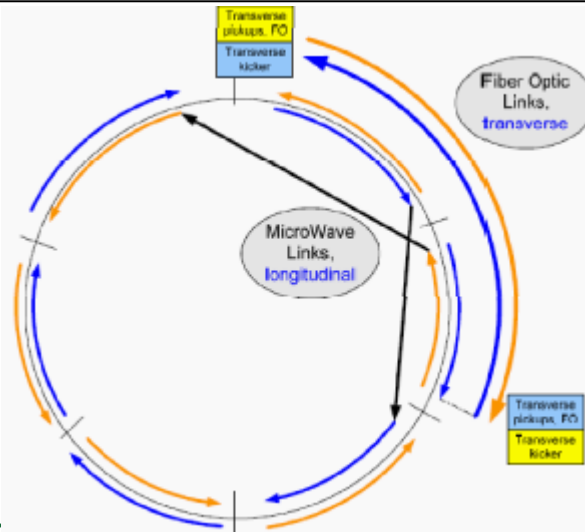 Transverse
pickups, FO
Transverse
kicker
Fiber Optic
Links,
transverse
MicroWave
Links,
longitudinal
Transverse
pickups, FO
Transverse
kicker